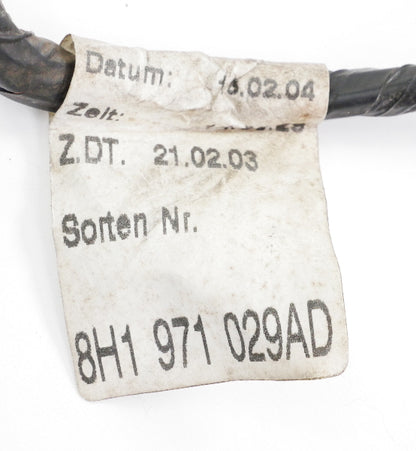 Datum: 16.02.04
Zeit:
Z.DT. 21.02.03
Sorten Nr.
8H1 971 029AD